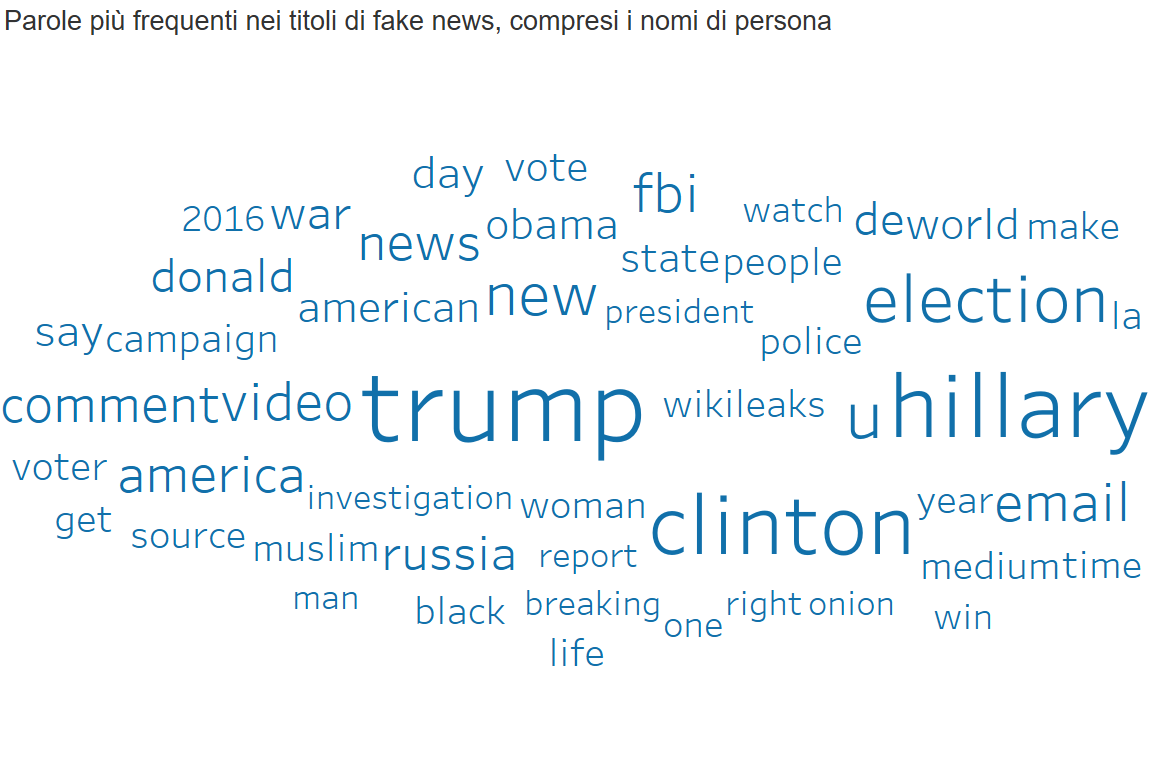 Parole più frequenti nei titoli di fake news, compresi i nomi di persona
day vote
fbi
2016 war news obama watch de world make
donald state people
american new president election la
say campaign police
comment video trump wikileaks u hillary
voter america investigation woman clinton year email
get source muslim russia report medium time
man black breaking one right onion win
life